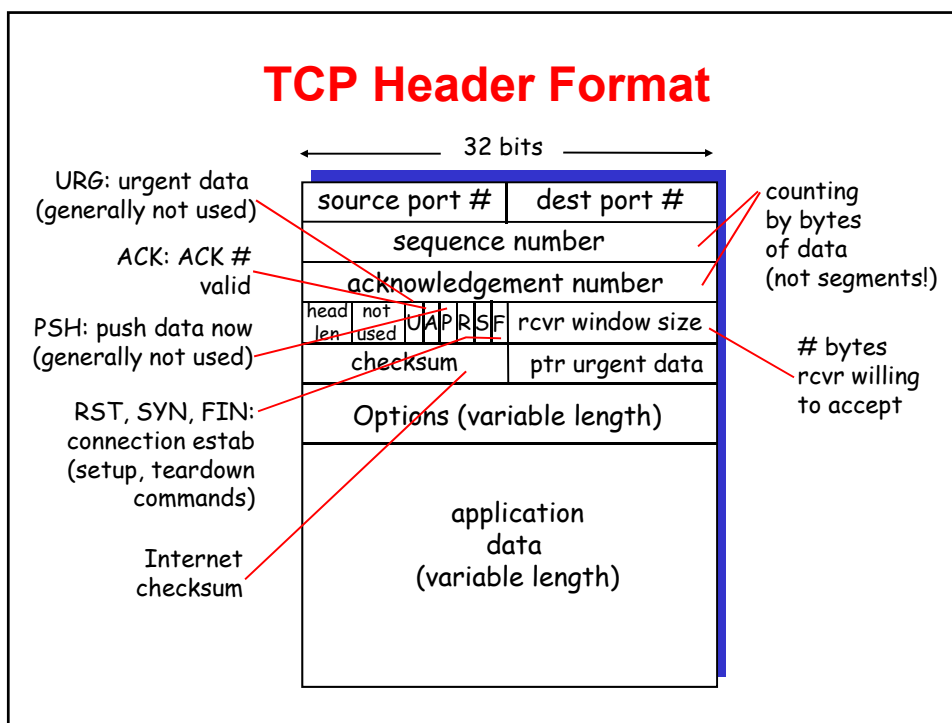 TCP Header Format
32 bits
URG: urgent data
(generally not used)
ACK: ACK #
valid
PSH: push data now
(generally not used)
RST, SYN, FIN:
connection estab
(setup, teardown
commands)
Internet
checksum
source port # dest port #
sequence number
acknowledgement number
head
len
not
used
U A P R S F
rcvr window size
checksum ptr urgent data
Options (variable length)
application
data
(variable length)
counting
by bytes
of data
(not segments!)
# bytes
rcvr willing
to accept